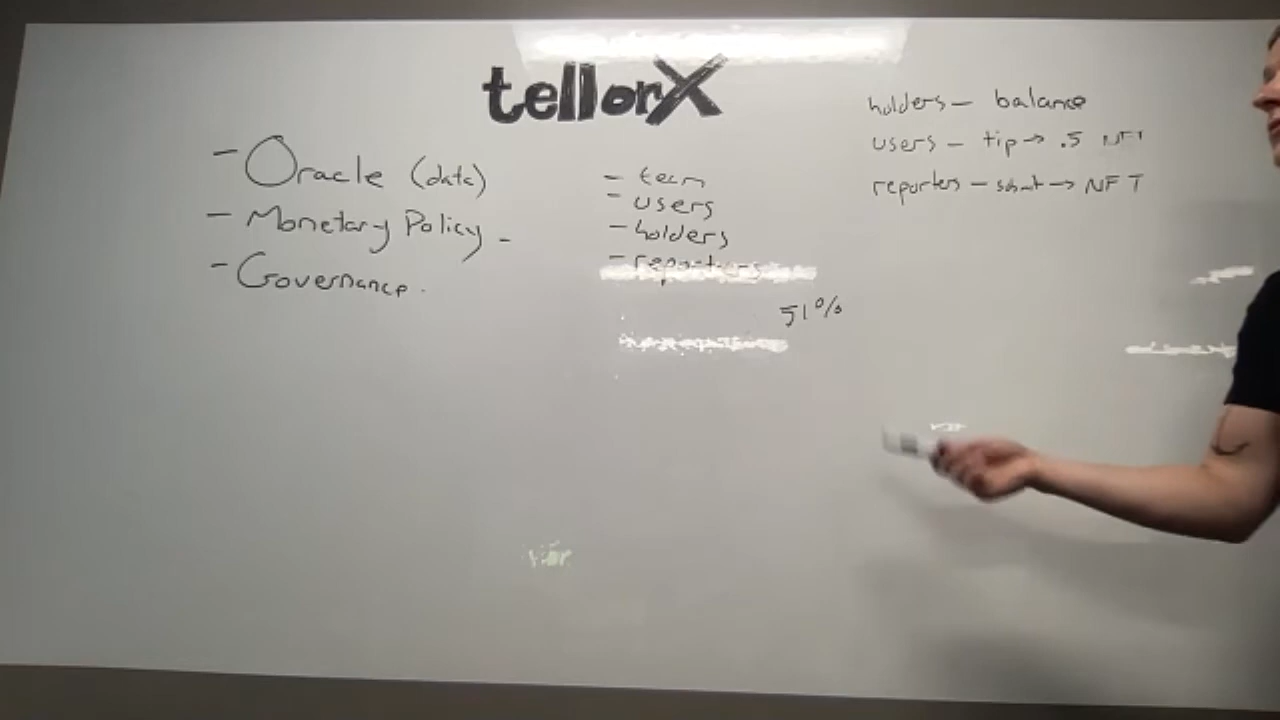 tellorX
- Oracle (data)
- Monetary Policy -
- Governance.
- team
- users
- holders
- reporters
51%
holders - balance
users - tip → .5 NFT
reporters - submit → NFT